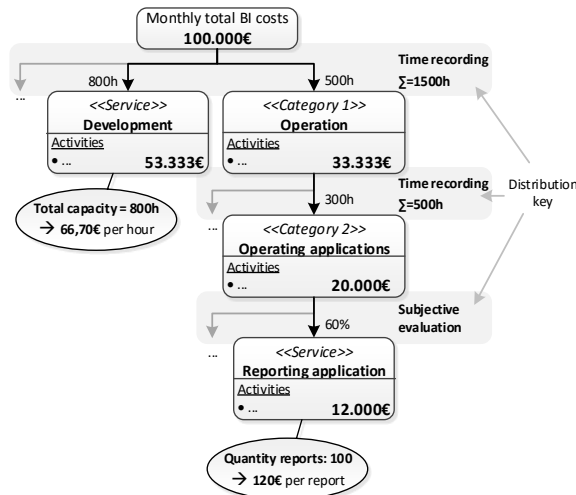 Monthly total BI costs
100.000€
Time recording
∑=1500h
800h
500h
...
<<Service>>
Development
Activities
• ...
53.333€
<<Category 1>>
Operation
Activities
• ...
33.333€
Total capacity = 800h
→ 66,70€ per hour
Time recording
∑=500h
Distribution
key
300h
...
<<Category 2>>
Operating applications
Activities
• ...
20.000€
Subjective
evaluation
60%
...
<<Service>>
Reporting application
Activities
• ...
12.000€
Quantity reports: 100
→ 120€ per report